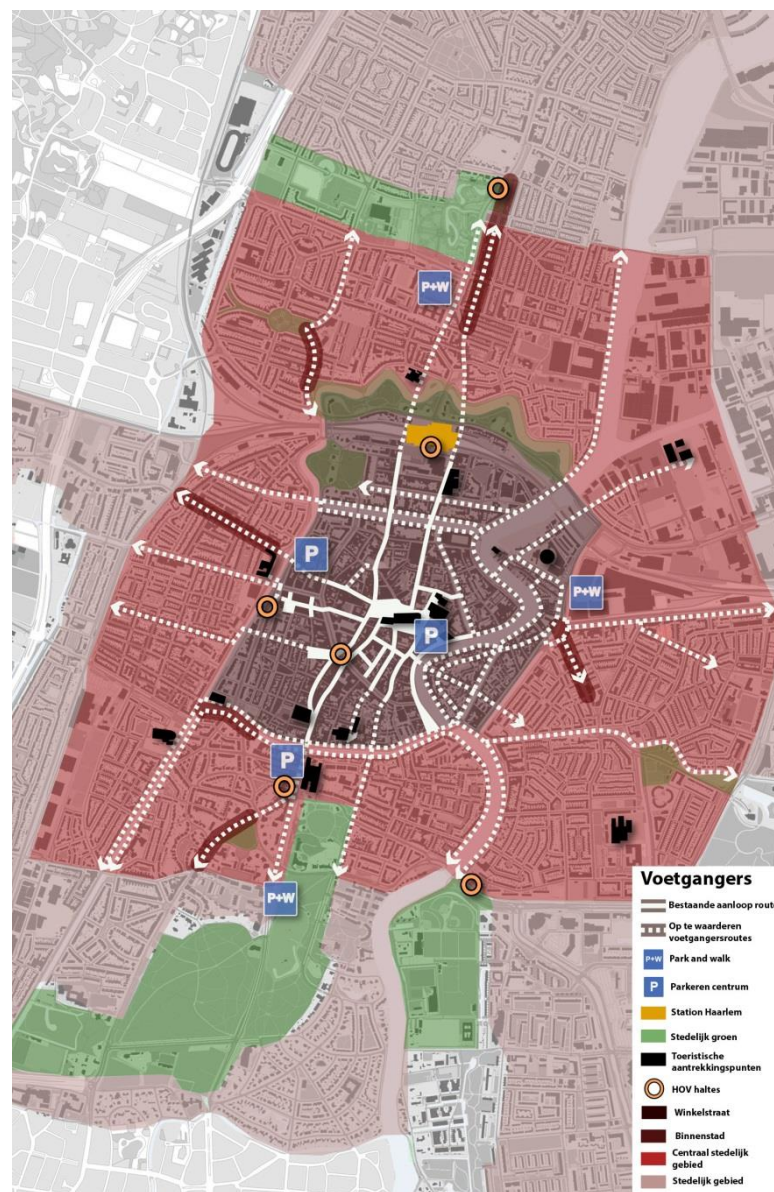 P+W
P
P+W
P
P
P+W
Voetgangers
Bestaande aanloop route
Op te waarderen
voetgangersroutes
P+W Park and walk
P Parkeren centrum
Station Haarlem
Stedelijk groen
Toeristische
aantrekkingspunten
HOV haltes
Winkelstraat
Binnenstad
Centraal stedelijk
gebied
Stedelijk gebied